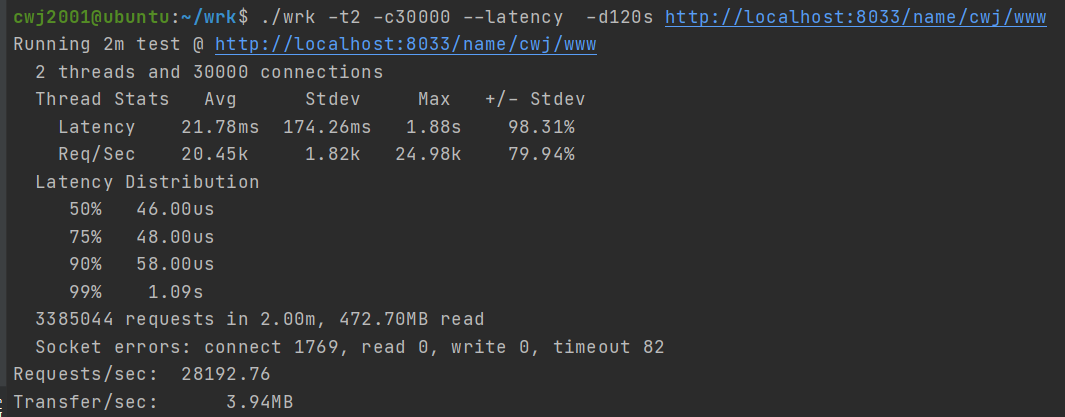 cwj2001@ubuntu:~/wrk$ ./wrk -t2 -c30000 --latency  -d120s http://localhost:8033/name/cwj/www
Running 2m test @ http://localhost:8033/name/cwj/www
  2 threads and 30000 connections
  Thread Stats   Avg      Stdev     Max   +/- Stdev
    Latency    21.78ms  174.26ms   1.88s    98.31%
    Req/Sec    20.45k     1.82k   24.98k    79.94%
  Latency Distribution
     50%   46.00us
     75%   48.00us
     90%   58.00us
     99%    1.09s
  3385044 requests in 2.00m, 472.70MB read
  Socket errors: connect 1769, read 0, write 0, timeout 82
Requests/sec:  28192.76
Transfer/sec:      3.94MB